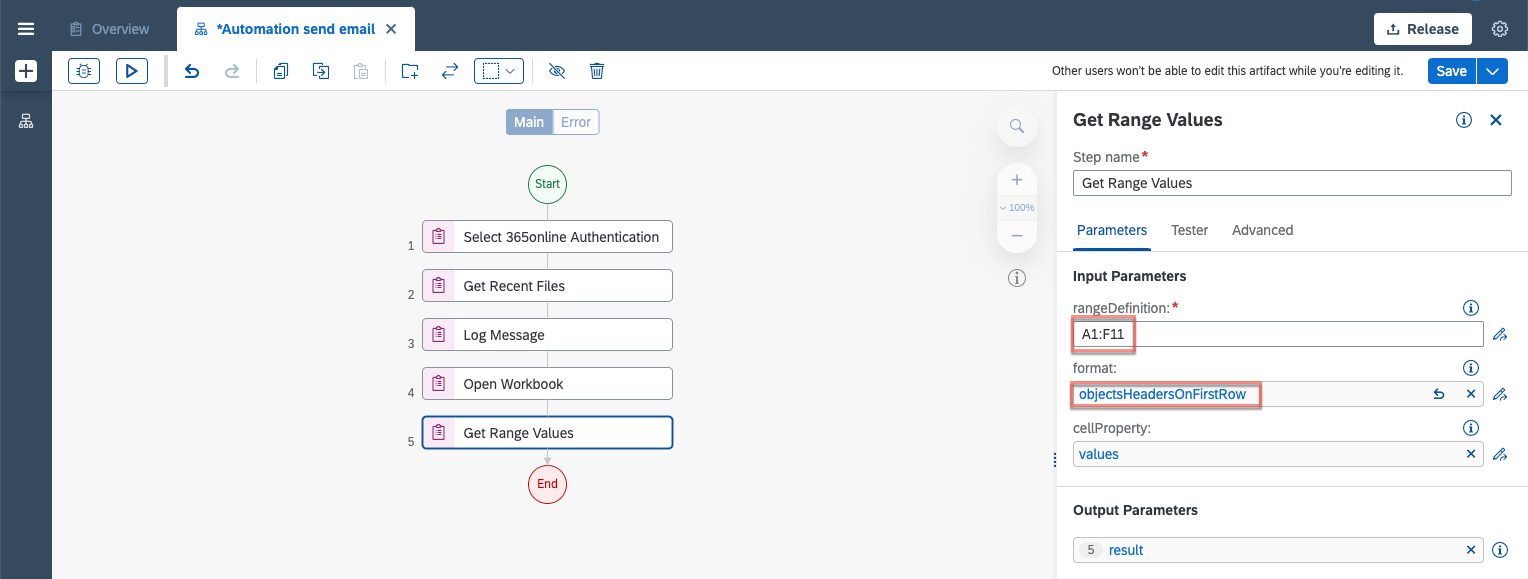 Overview
*Automation send email
Release
Other users won't be able to edit this artifact while you're editing it.
Save
Main
Error
Start
1
Select 365online Authentication
2
Get Recent Files
3
Log Message
4
Open Workbook
5
Get Range Values
End
100%
Get Range Values
Step name*
Get Range Values
Parameters
Tester
Advanced
Input Parameters
rangeDefinition:*
A1:F11
format:
objectsHeadersOnFirstRow
cellProperty:
values
Output Parameters
5 result